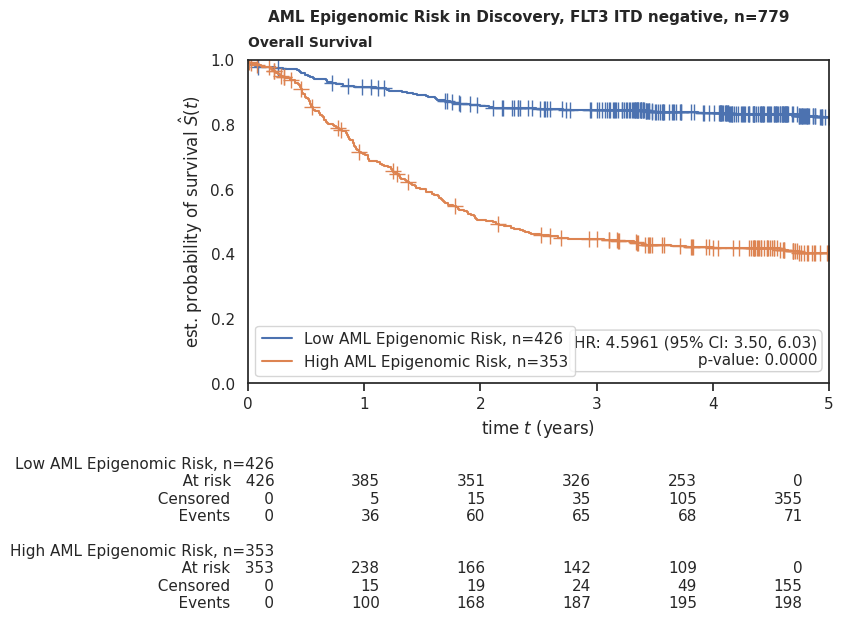 AML Epigenomic Risk in Discovery, FLT3 ITD negative, n=779
Overall Survival
1.0
0.8
0.6
0.4
0.2
0.0
est. probability of survival Ŝ(t)
Low AML Epigenomic Risk, n=426
High AML Epigenomic Risk, n=353
HR: 4.5961 (95% CI: 3.50, 6.03)
p-value: 0.0000
0 1 2 3 4 5
time t (years)
Low AML Epigenomic Risk, n=426
At risk 426 385 351 326 253 0
Censored 0 5 15 35 105 355
Events 0 36 60 65 68 71
High AML Epigenomic Risk, n=353
At risk 353 238 166 142 109 0
Censored 0 15 19 24 49 155
Events 0 100 168 187 195 198